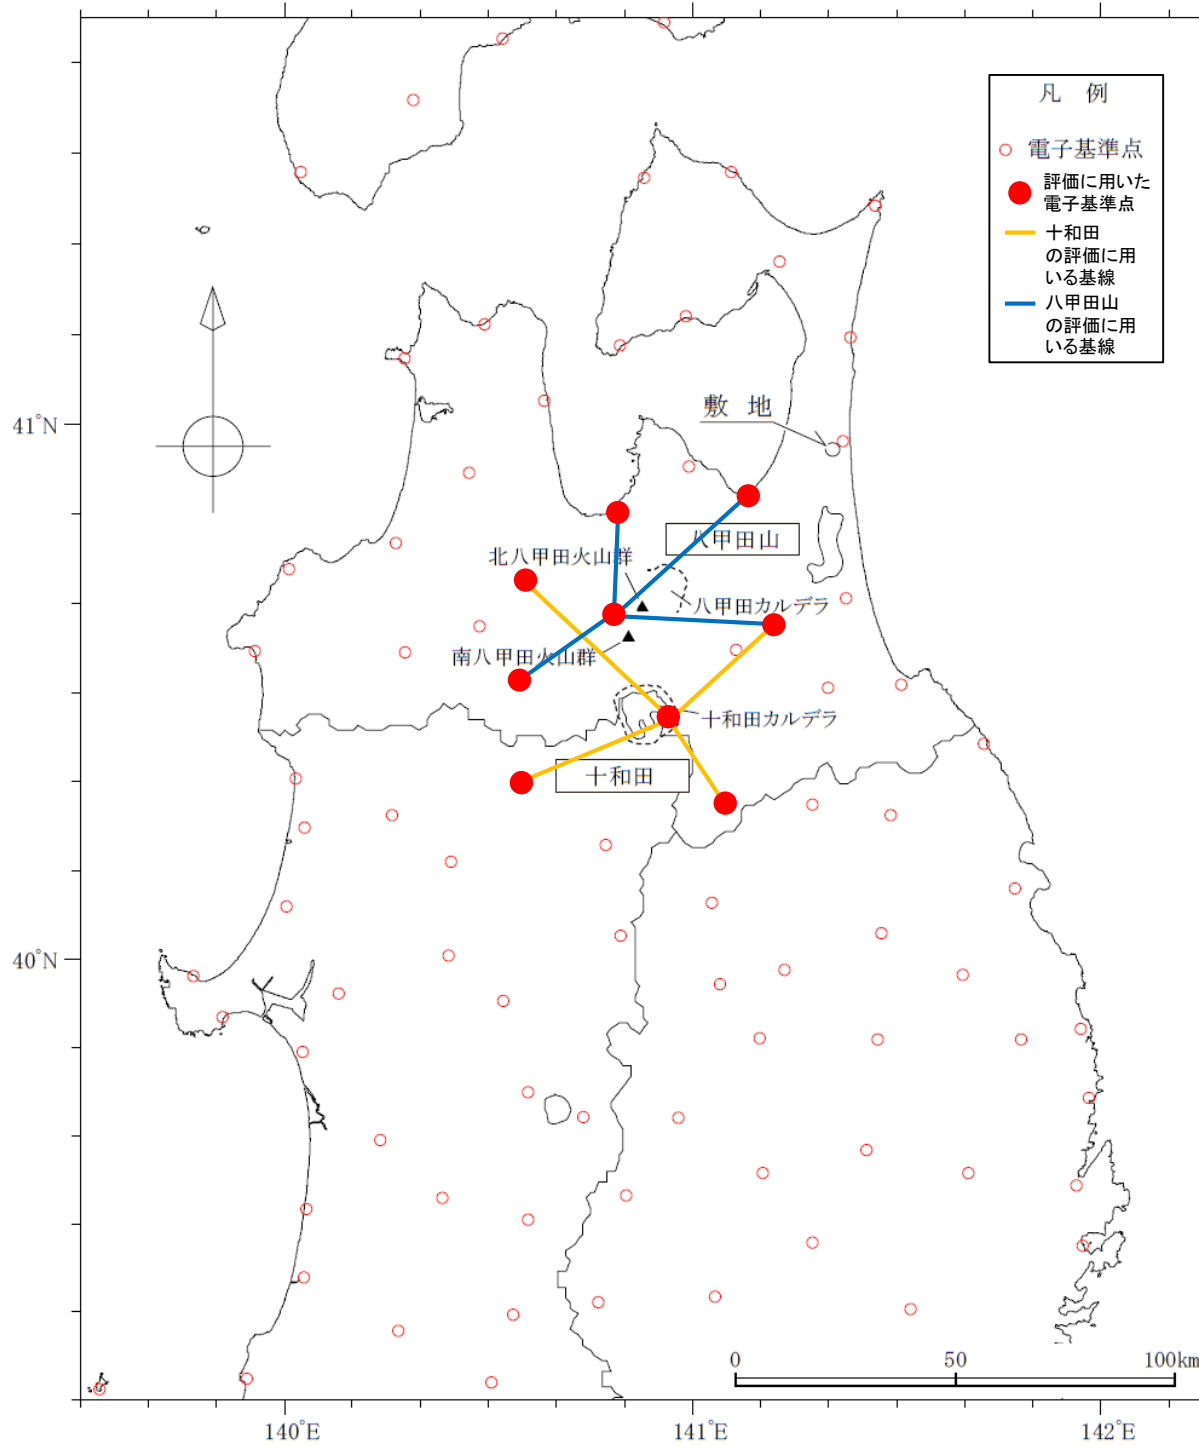 凡 例
電子基準点
評価に用いた
電子基準点
十和田
の評価に用
いる基線
八甲田山
の評価に用
いる基線
敷 地
41°N
八甲田山
北八甲田火山群
八甲田カルデラ
南八甲田火山群
十和田カルデラ
十和田
40°N
0 50 100km
140°E 141°E 142°E